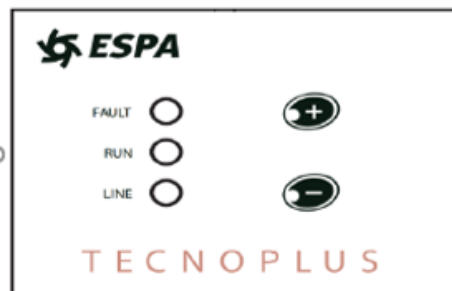 ESPA
FAULT
+
RUN
LINE
-
TECNOPLUS